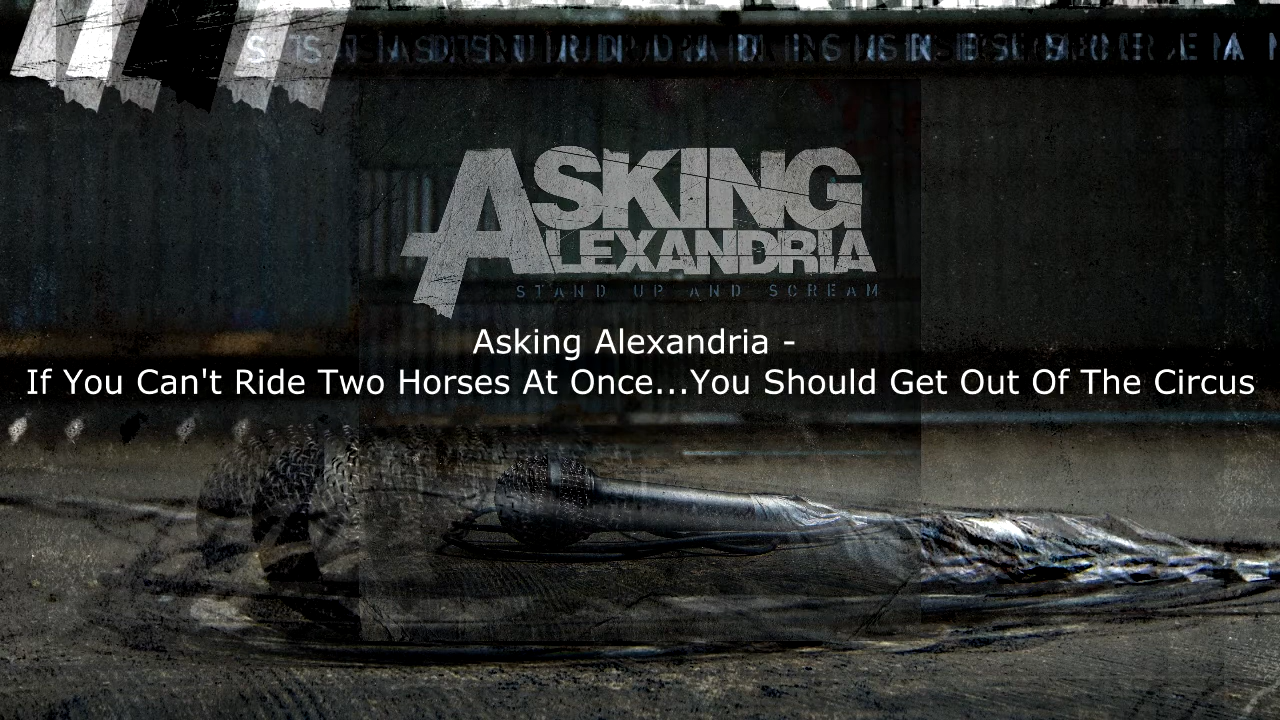 ASKING
ALEXANDRIA
STAND UP AND SCREAM
Asking Alexandria -
If You Can't Ride Two Horses At Once...You Should Get Out Of The Circus